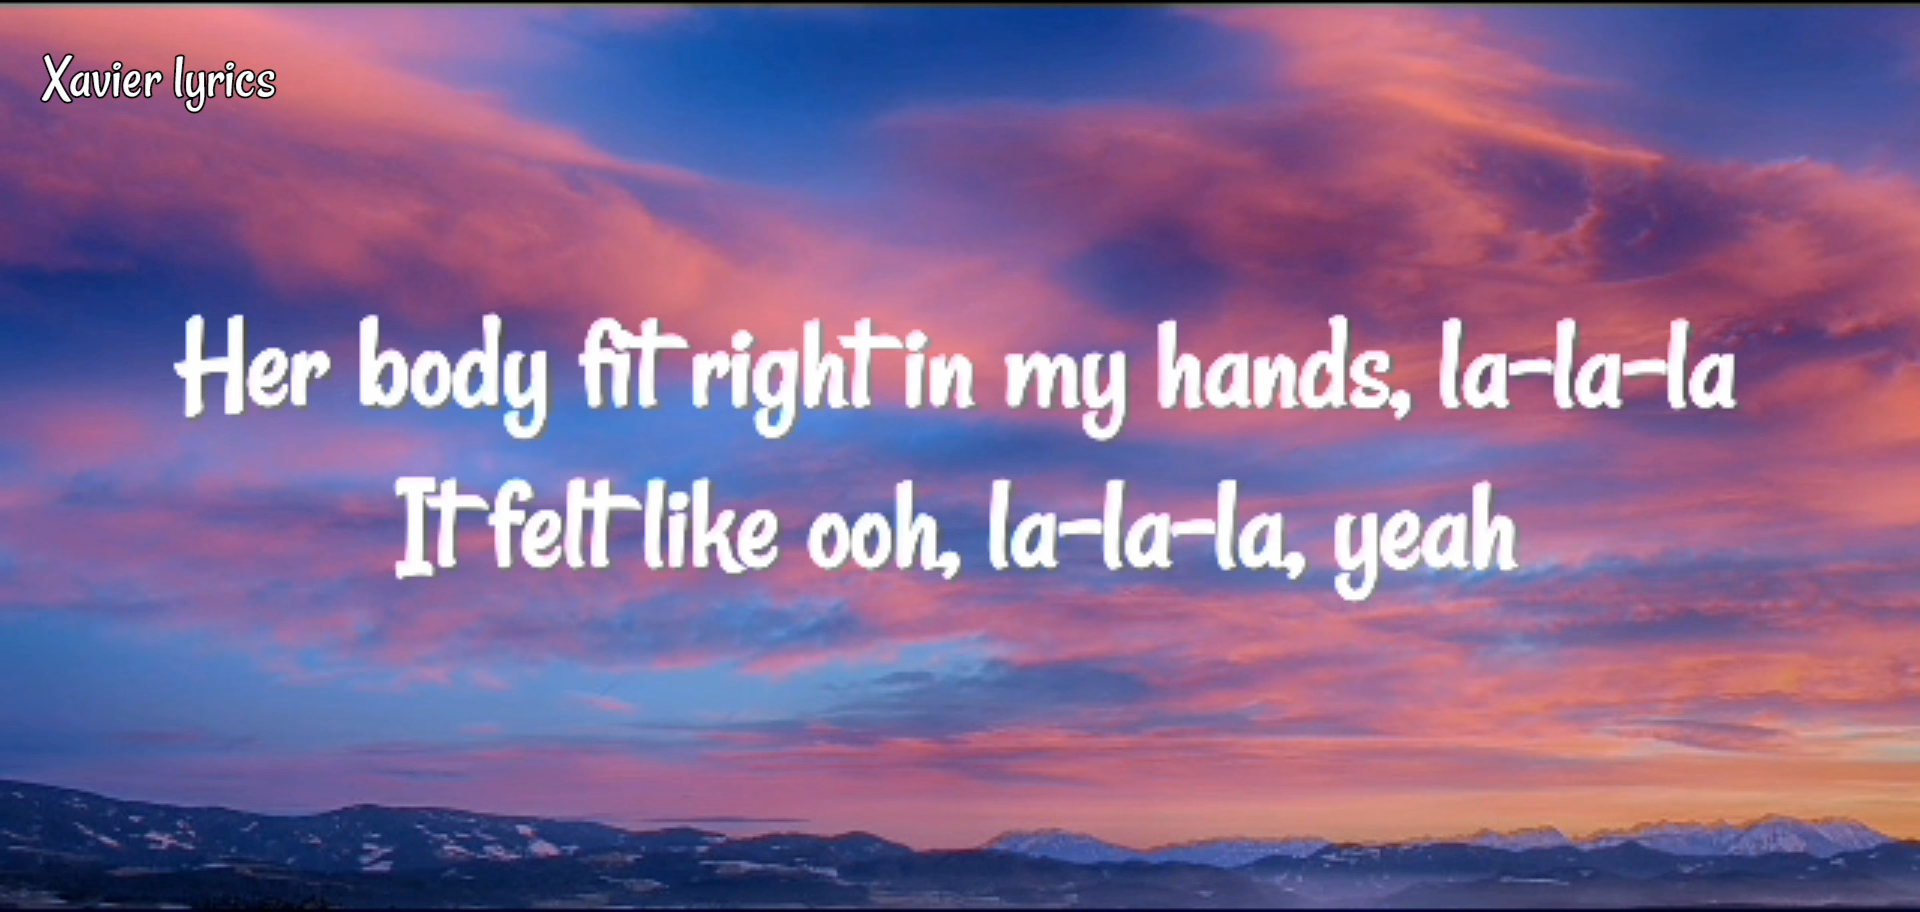 Xavier lyrics
Her body fit right in my hands, la-la-la
It felt like ooh, la-la-la, yeah